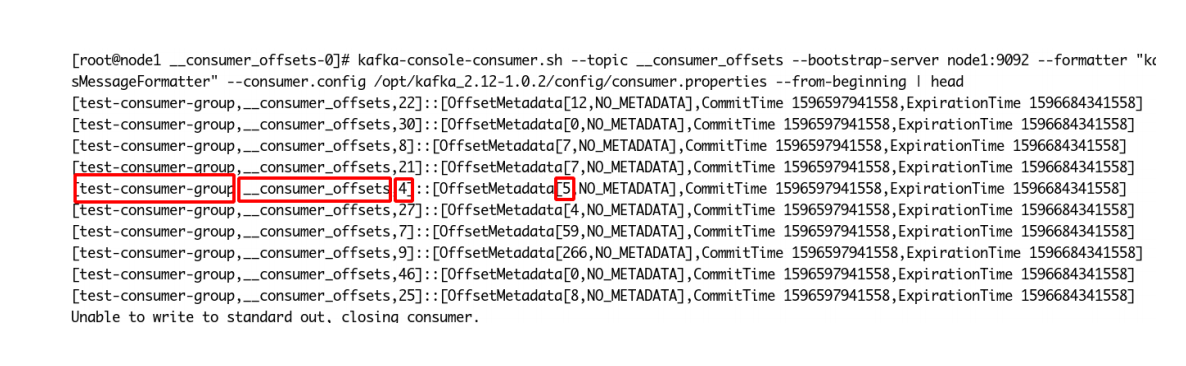 [root@node1 __consumer_offsets-0]# kafka-console-consumer.sh --topic __consumer_offsets --bootstrap-server node1:9092 --formatter "k
sMessageFormatter" --consumer.config /opt/kafka_2.12-1.0.2/config/consumer.properties --from-beginning | head
[test-consumer-group,__consumer_offsets,22]::[OffsetMetadata[12,NO_METADATA],CommitTime 1596597941558,ExpirationTime 1596684341558]
[test-consumer-group,__consumer_offsets,30]::[OffsetMetadata[0,NO_METADATA],CommitTime 1596597941558,ExpirationTime 1596684341558]
[test-consumer-group,__consumer_offsets,8]::[OffsetMetadata[7,NO_METADATA],CommitTime 1596597941558,ExpirationTime 1596684341558]
[test-consumer-group,__consumer_offsets,21]::[OffsetMetadata[7,NO_METADATA],CommitTime 1596597941558,ExpirationTime 1596684341558]
[test-consumer-group,__consumer_offsets,4]::[OffsetMetadata[5,NO_METADATA],CommitTime 1596597941558,ExpirationTime 1596684341558]
[test-consumer-group,__consumer_offsets,27]::[OffsetMetadata[4,NO_METADATA],CommitTime 1596597941558,ExpirationTime 1596684341558]
[test-consumer-group,__consumer_offsets,7]::[OffsetMetadata[59,NO_METADATA],CommitTime 1596597941558,ExpirationTime 1596684341558]
[test-consumer-group,__consumer_offsets,9]::[OffsetMetadata[266,NO_METADATA],CommitTime 1596597941558,ExpirationTime 1596684341558]
[test-consumer-group,__consumer_offsets,46]::[OffsetMetadata[0,NO_METADATA],CommitTime 1596597941558,ExpirationTime 1596684341558]
[test-consumer-group,__consumer_offsets,25]::[OffsetMetadata[8,NO_METADATA],CommitTime 1596597941558,ExpirationTime 1596684341558]
Unable to write to standard out, closing consumer.